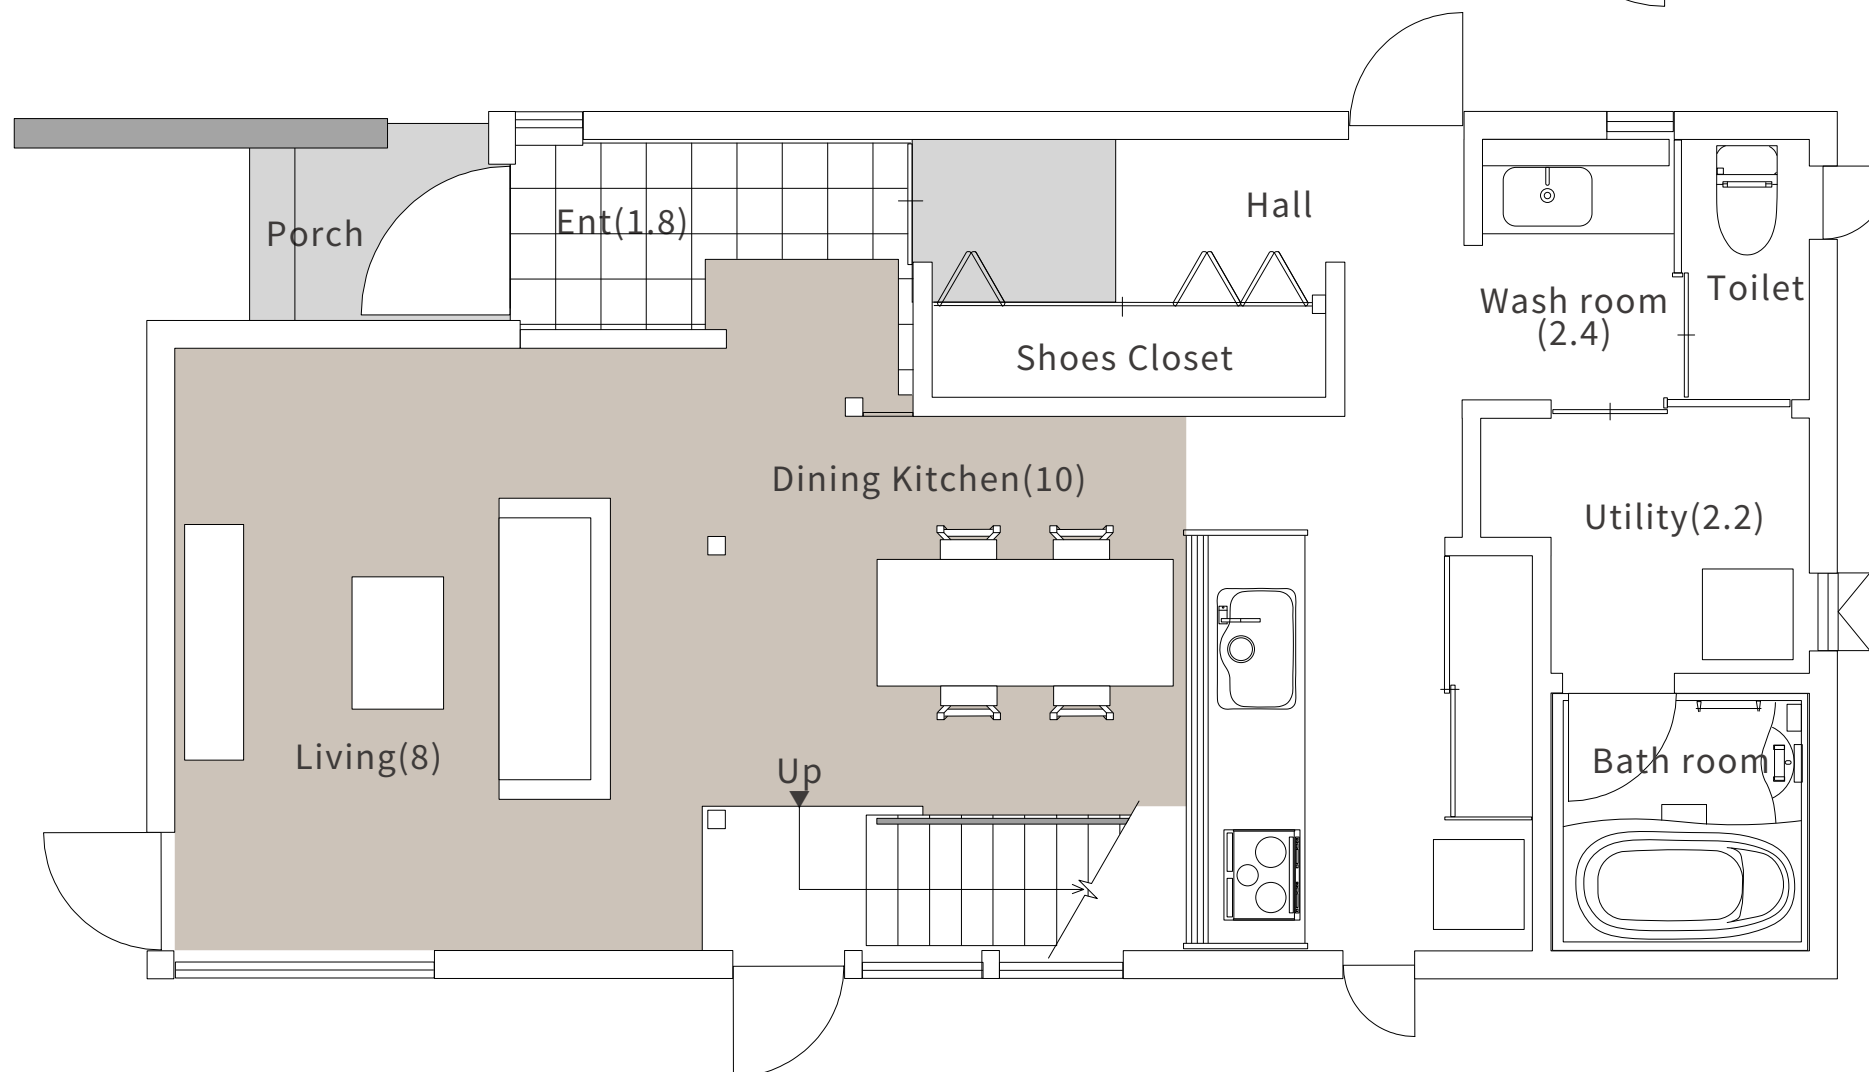 Hall
Ent(1.8)
Porch
Toilet
Wash room
(2.4)
Shoes Closet
Dining Kitchen(10)
Utility(2.2)
Living(8)
Bath room
Up